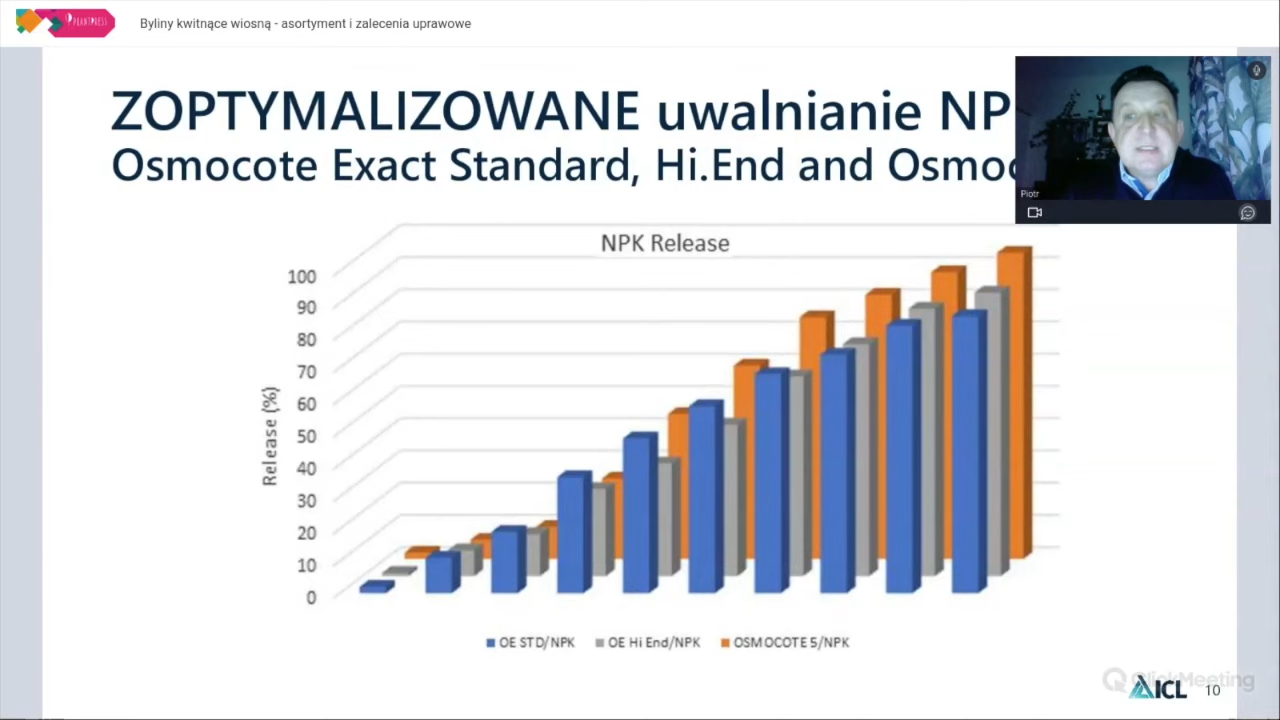 PLANTPRESS
Byliny kwitnące wiosną - asortyment i zalecenia uprawowe
ZOPTYMALIZOWANE uwalnianie NP
Osmocote Exact Standard, Hi.End and Osmoc
Piotr
NPK Release
100
90
80
70
60
50
40
30
20
10
0
Release (%)
OE STD/NPK
OE Hi End/NPK
OSMOCOTE 5/NPK
ClickMeeting
ICL
10